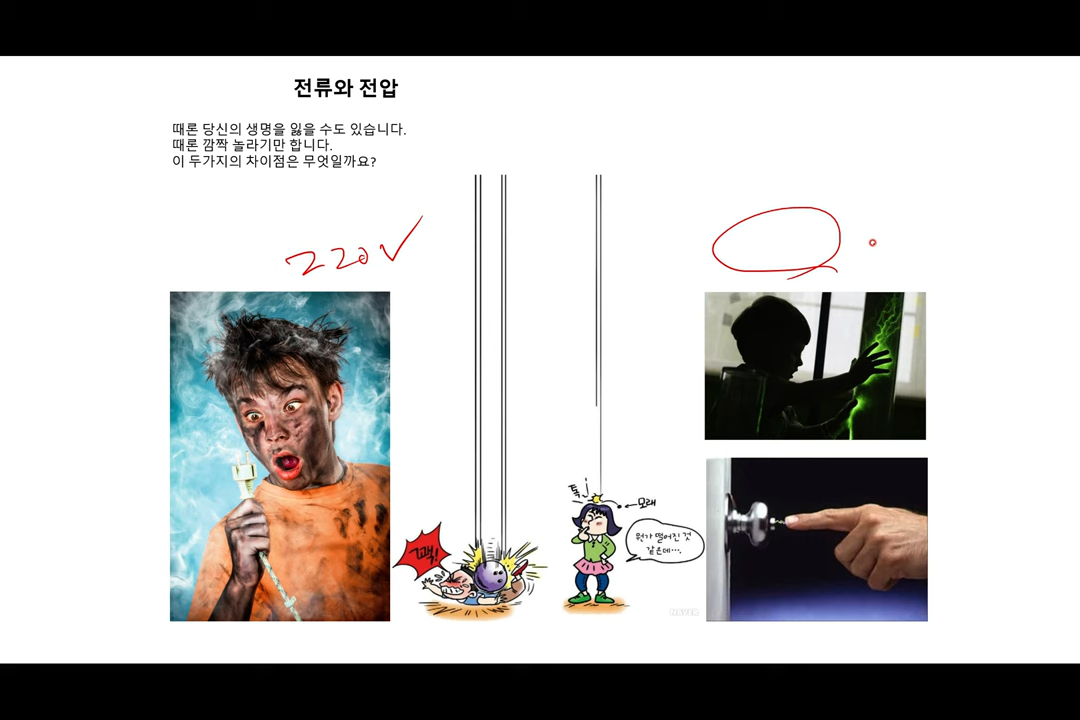 전류와 전압
때론 당신의 생명을 잃을 수도 있습니다.
때론 깜짝 놀라기만 합니다.
이 두가지의 차이점은 무엇일까요?
220V
톡!
모래
뭔가 떨어진 것
같은데....
꽥!
NAVER